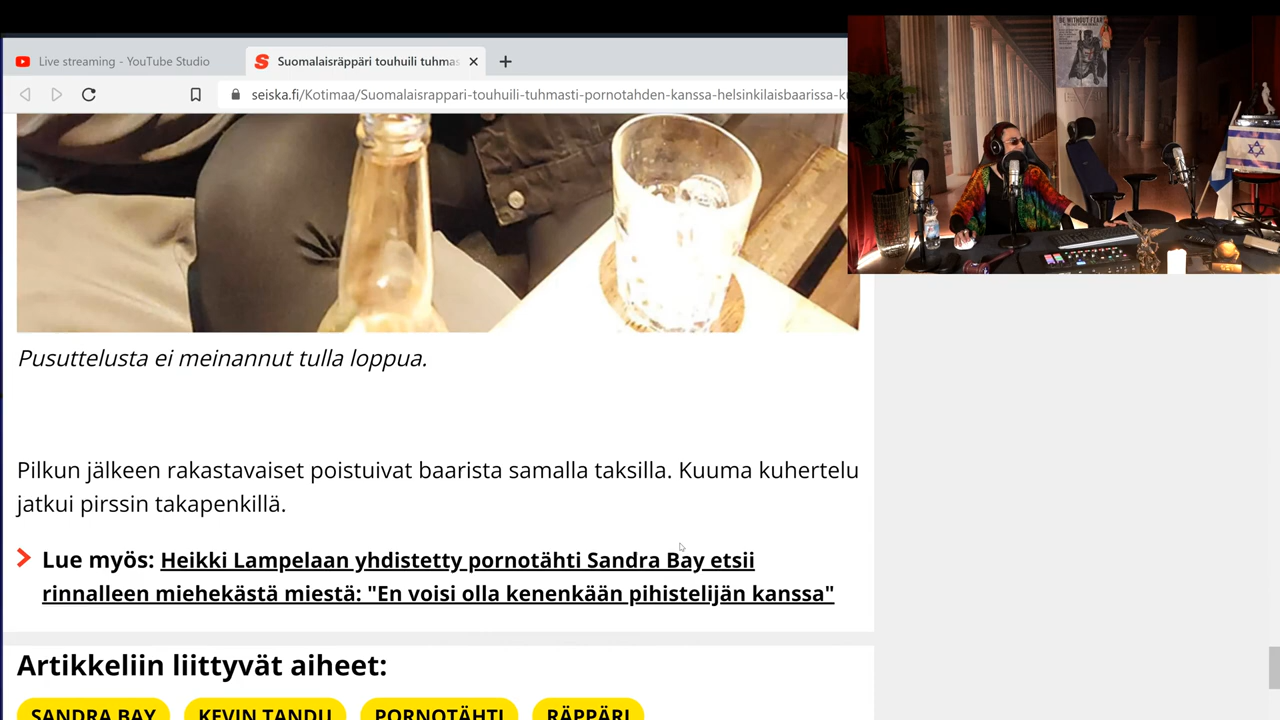 Live streaming - YouTube Studio
Suomalaisräppäri touhuili tuhmas
seiska.fi/Kotimaa/Suomalaisrappari-touhuili-tuhmasti-pornotahden-kanssa-helsinkilaisbaarissa-k
BE WITHOUT FEAR
Pusuttelusta ei meinannut tulla loppua.
Pilkun jälkeen rakastavaiset poistuivat baarista samalla taksilla. Kuuma kuhertelu
jatkui pirssin takapenkillä.
Lue myös: Heikki Lampelaan yhdistetty pornotähti Sandra Bay etsii
rinnalleen miehekästä miestä: "En voisi olla kenenkään pihistelijän kanssa"
Artikkeliin liittyvät aiheet:
SANDRA BAY KEVIN TANDU PORNOTÄHTI RÄPPÄRI